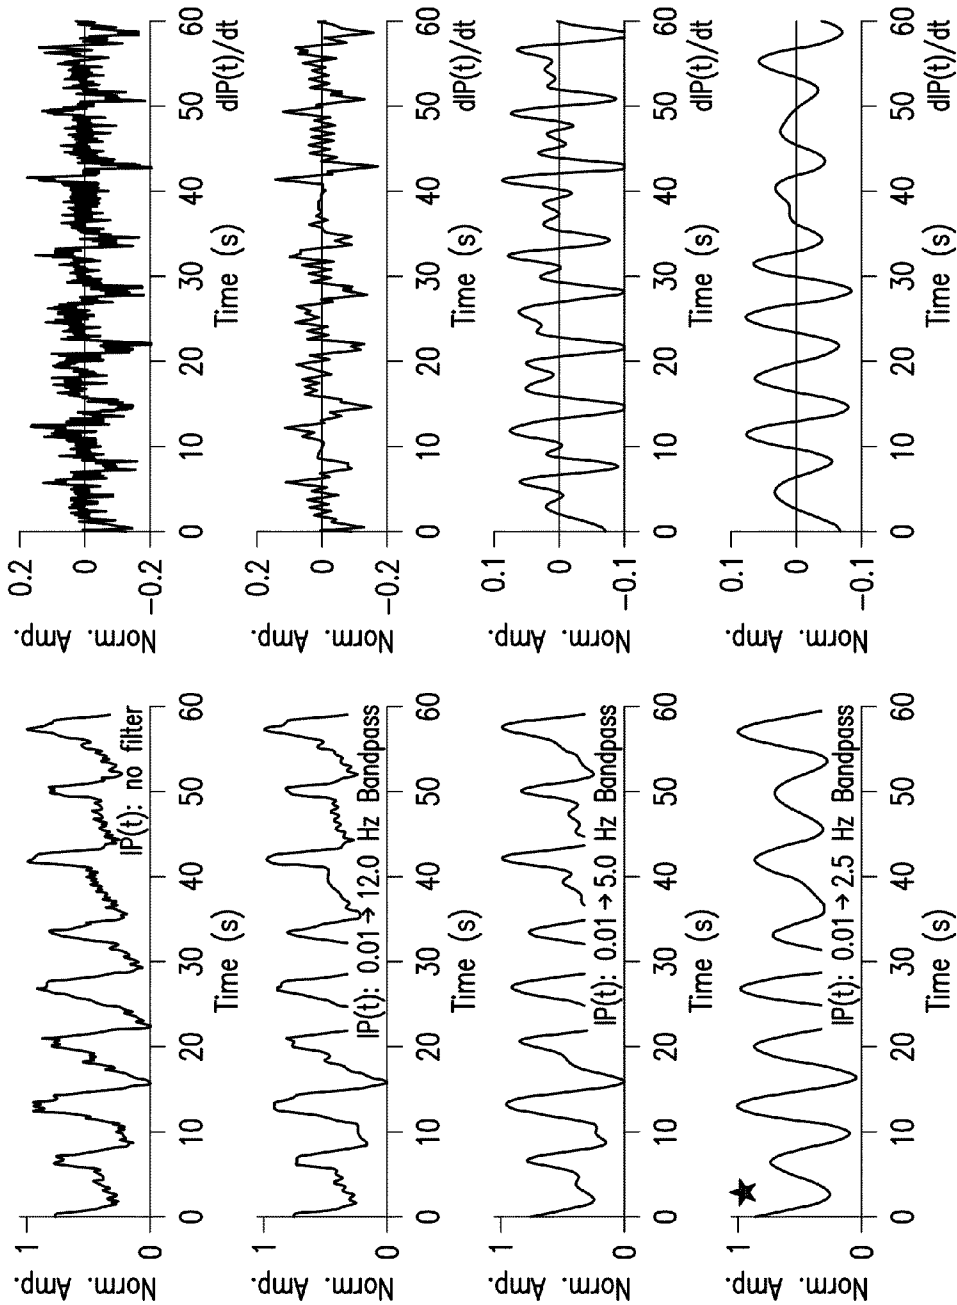 Norm. Amp.
1
0
IP(t): no filter
0 10 20 30 40 50 60
Time (s)
Norm. Amp.
0.2
0
−0.2
0 10 20 30 40 50 60
Time (s)
dIP(t)/dt
Norm. Amp.
1
0
IP(t): 0.01→12.0 Hz Bandpass
0 10 20 30 40 50 60
Time (s)
Norm. Amp.
0.2
0
−0.2
0 10 20 30 40 50 60
Time (s)
dIP(t)/dt
Norm. Amp.
1
0
IP(t): 0.01→5.0 Hz Bandpass
0 10 20 30 40 50 60
Time (s)
Norm. Amp.
0.1
0
−0.1
0 10 20 30 40 50 60
Time (s)
dIP(t)/dt
Norm. Amp.
1
0
IP(t): 0.01→2.5 Hz Bandpass
0 10 20 30 40 50 60
Time (s)
Norm. Amp.
0.1
0
−0.1
0 10 20 30 40 50 60
Time (s)
dIP(t)/dt